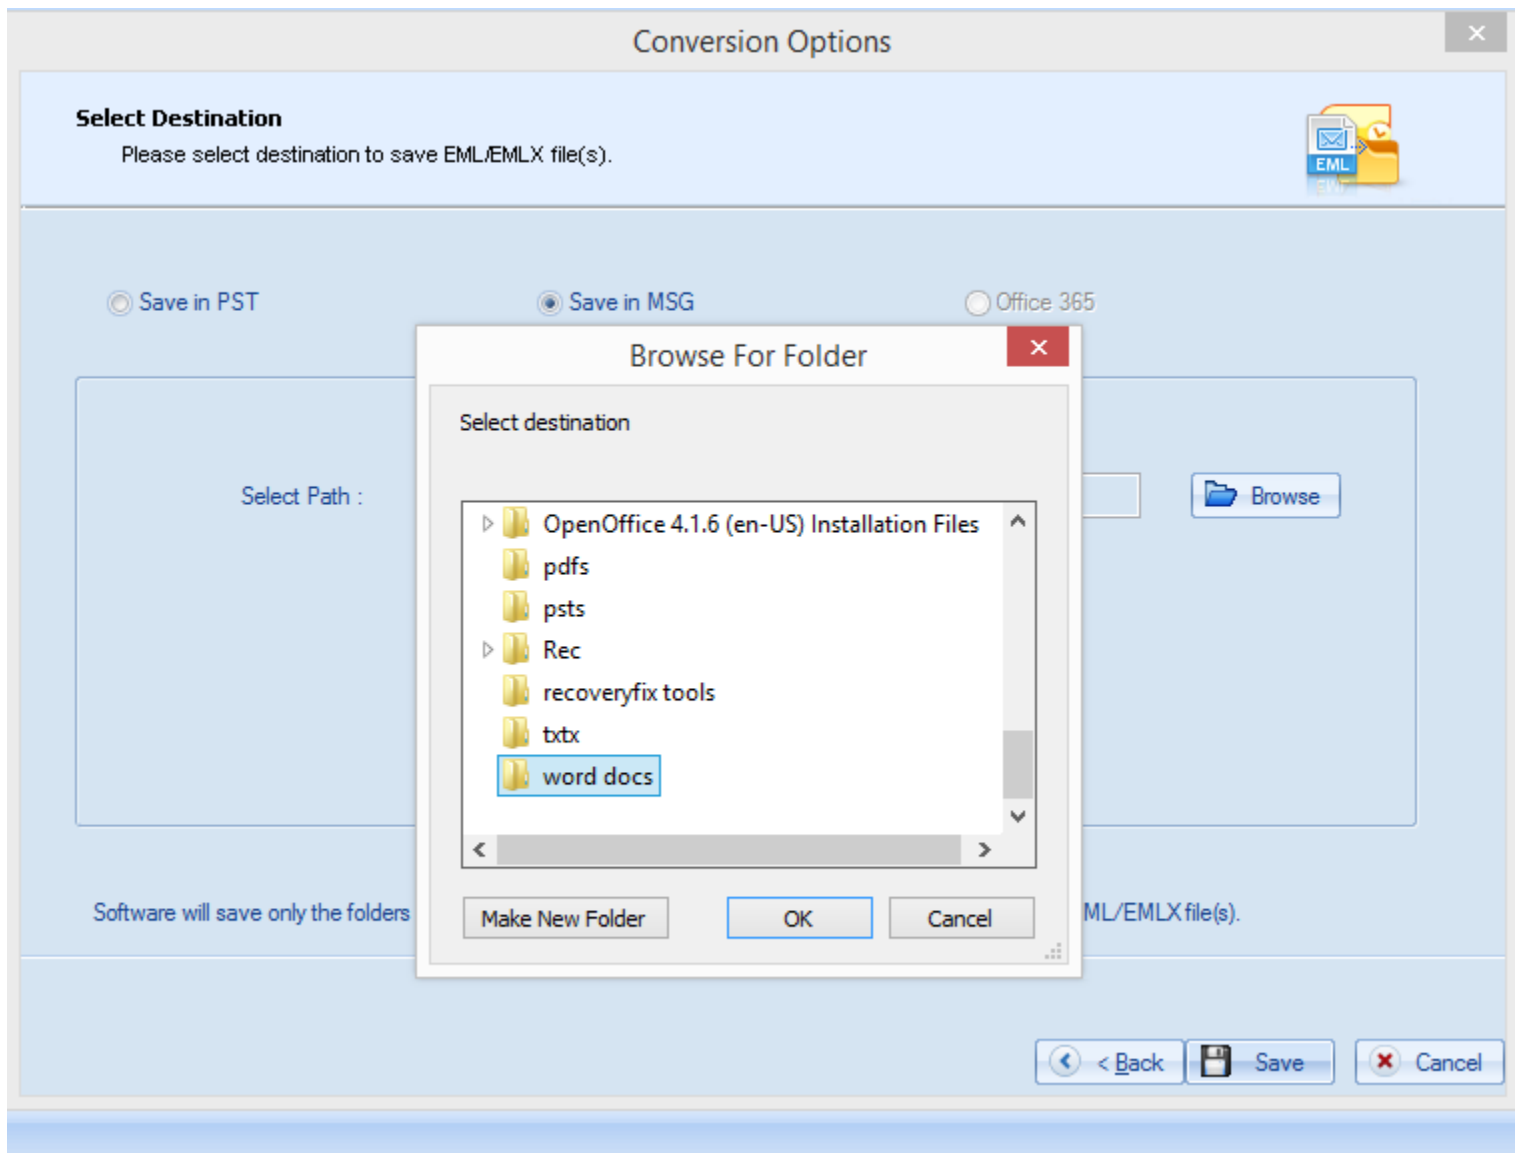 Conversion Options
Select Destination
Please select destination to save EML/EMLX file(s).
EML
Save in PST
Save in MSG
Office 365
Browse For Folder
Select destination
Select Path :
Browse
OpenOffice 4.1.6 (en-US) Installation Files
pdfs
psts
Rec
recoveryfix tools
txtx
word docs
Make New Folder
OK
Cancel
Software will save only the folders
ML/EMLX file(s).
< Back
Save
Cancel